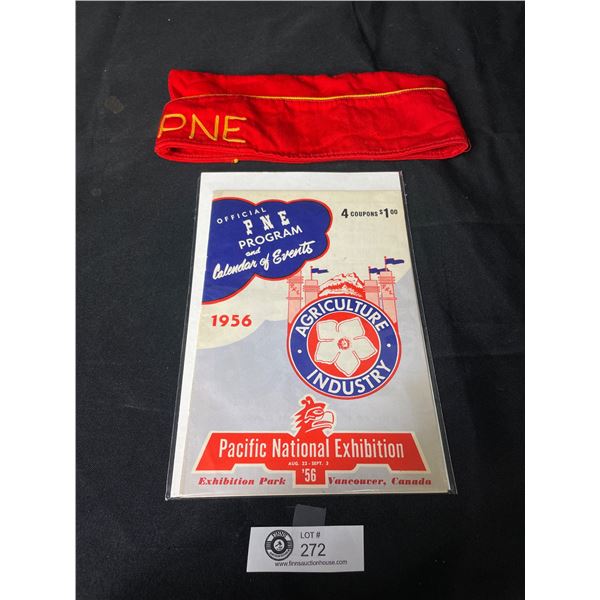 PNE
OFFICIAL
PNE
PROGRAM
and
Calendar of Events
4 COUPONS $1.00
1956
AGRICULTURE
INDUSTRY
Pacific National Exhibition
AUG. 22 - SEPT. 3
'56
Exhibition Park Vancouver, Canada
LOT #
272
www.finnsauctionhouse.com